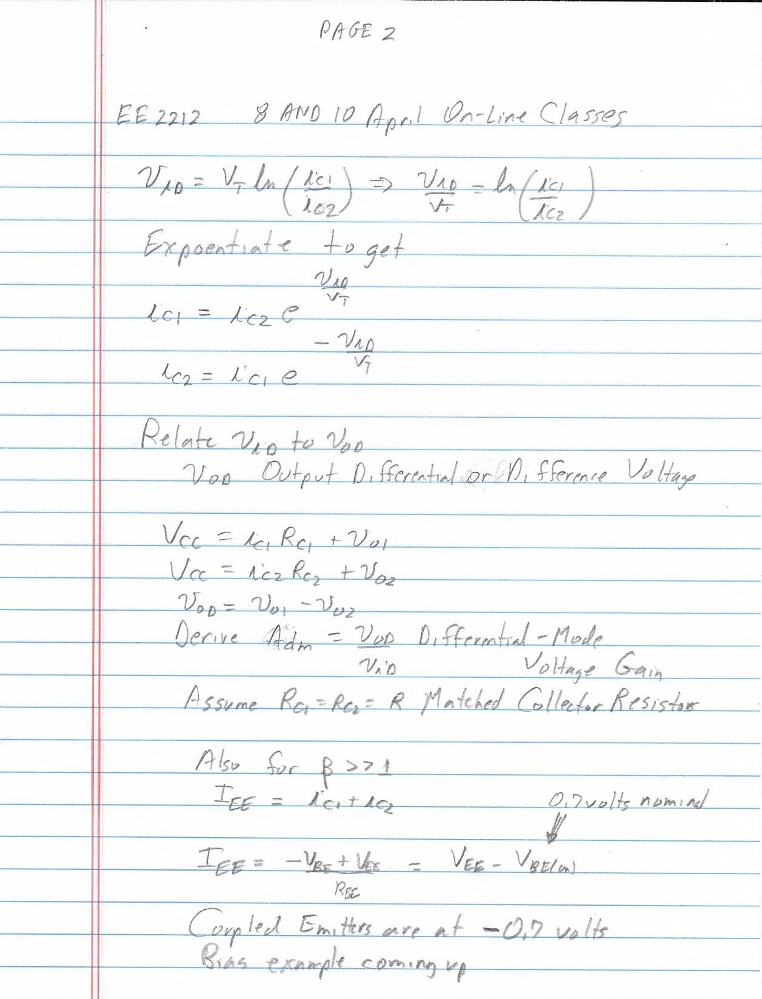 PAGE 2
EE 2212 8 AND 10 April On-Line Classes
v_iD = V_T ln (i_C1 / i_C2) ⇒ v_iD / V_T = ln (i_C1 / i_C2)
Expoentiate to get
i_C1 = i_C2 e^(v_iD / V_T)
i_C2 = i_C1 e^(- v_iD / V_T)
Relate v_iD to v_OD
v_OD Output Differential or Difference Voltage
V_CC = i_C1 R_C1 + v_O1
V_CC = i_C2 R_C2 + v_O2
v_OD = v_O1 - v_O2
Derive Adm = v_OD / v_iD Differential-Mode
Voltage Gain
Assume R_C1 = R_C2 = R Matched Collector Resistors
Also for β >> 1
I_EE = i_C1 + i_C2
0.7 volts nominal
⇓
I_EE = (-V_BE + V_EE) / R_EE = V_EE - V_BE(on)
Coupled Emitters are at -0.7 volts
Bias example coming up